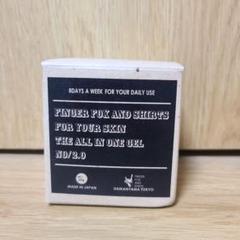 8DAYS A WEEK FOR YOUR DAILY USE
FINGER FOX AND SHIRTS
FOR YOUR SKIN
THE ALL IN ONE GEL
NO/2.0
MADE IN JAPAN
DAIKANYAMA TOKYO